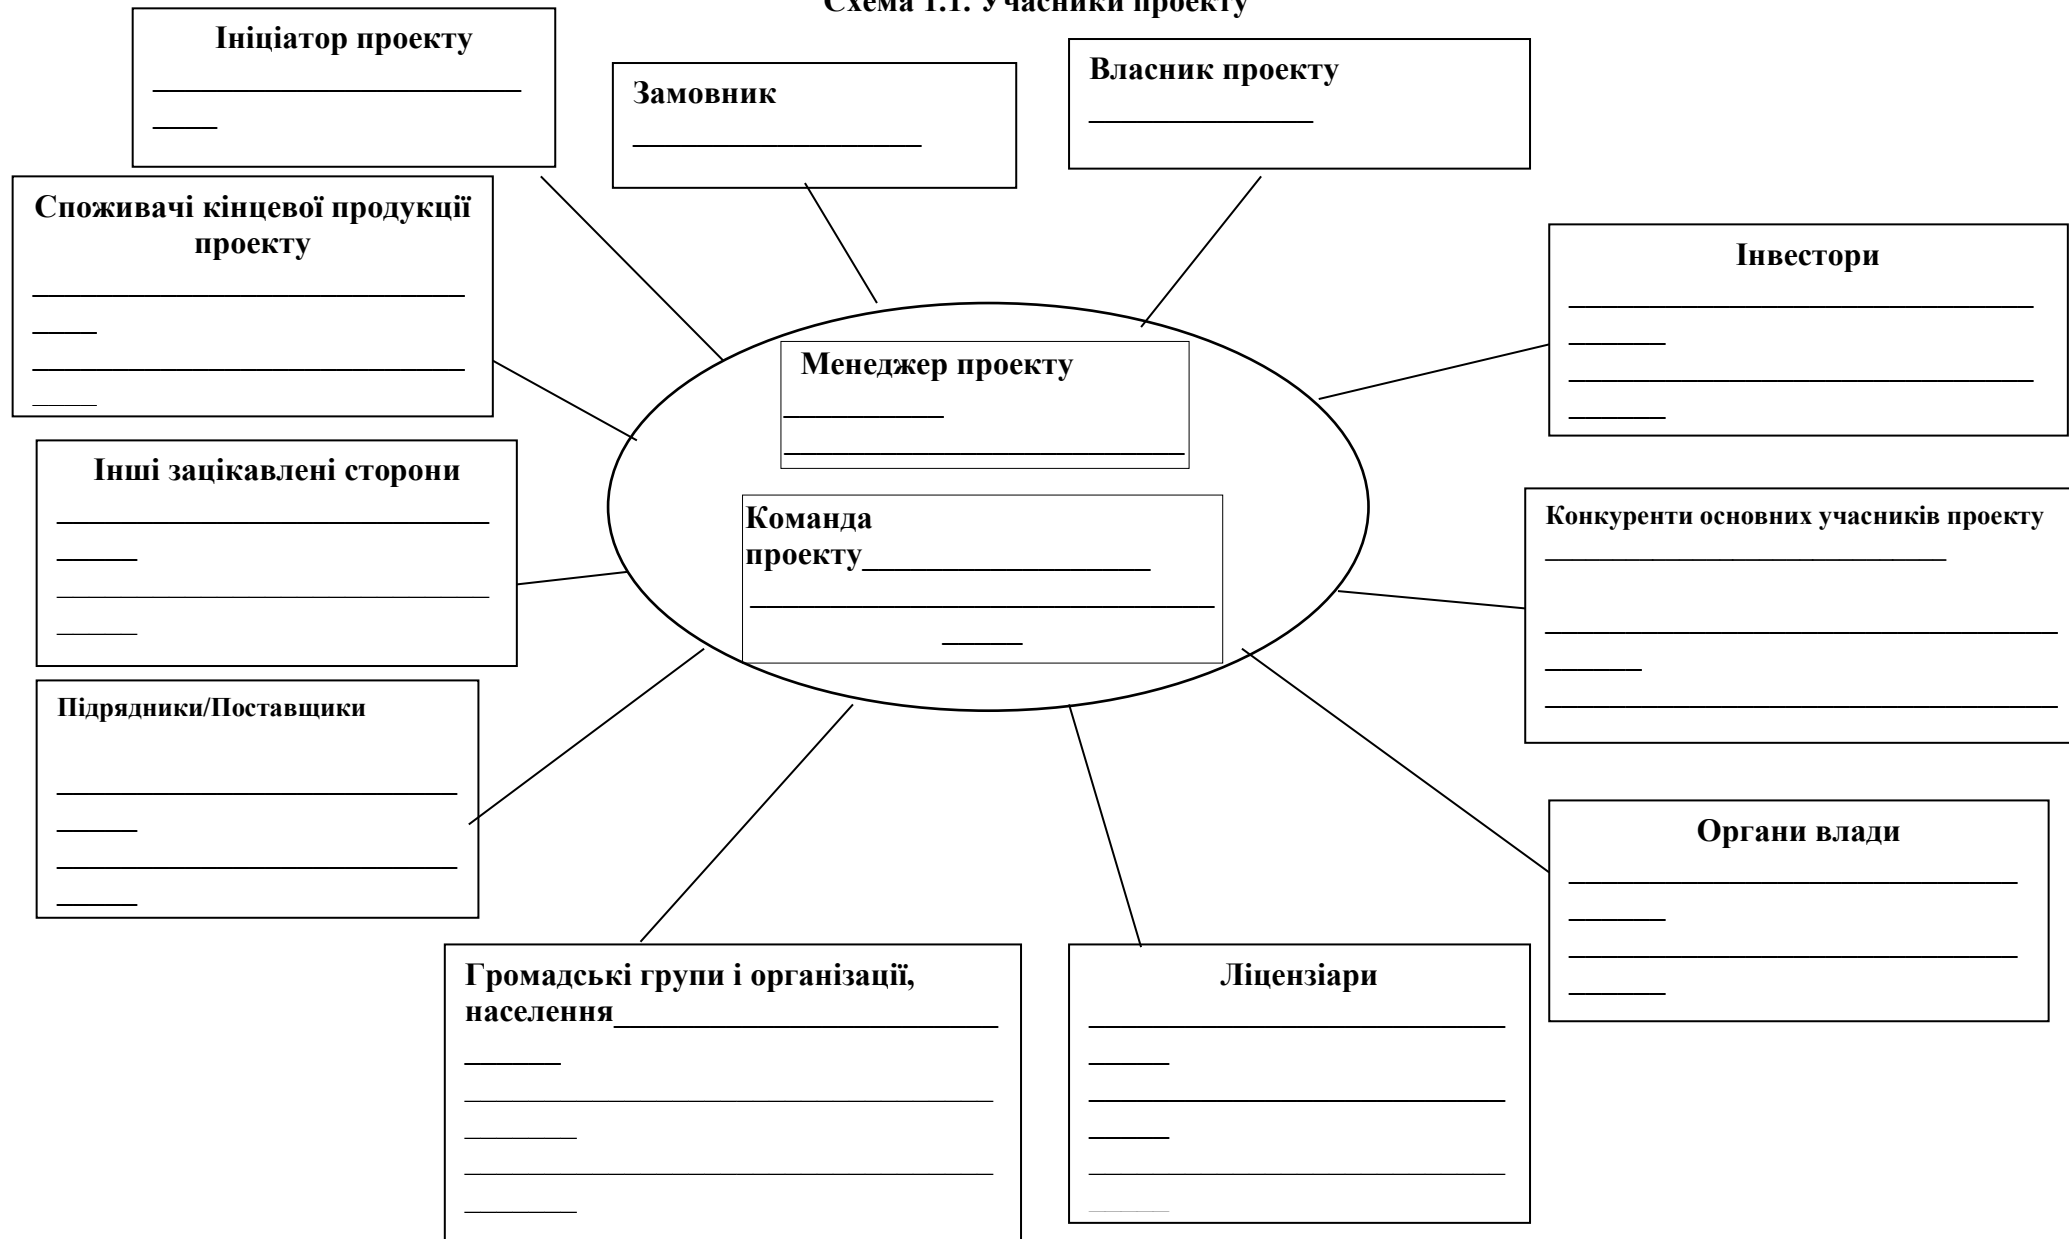 Схема 1.1. Учасники проекту
Ініціатор проекту
Замовник
Власник проекту
Споживачі кінцевої продукції
проекту
Інвестори
Менеджер проекту
Інші зацікавлені сторони
Конкуренти основних учасників проекту
Команда
проекту
Підрядники/Поставщики
Органи влади
Громадські групи і організації,
населення
Ліцензіари